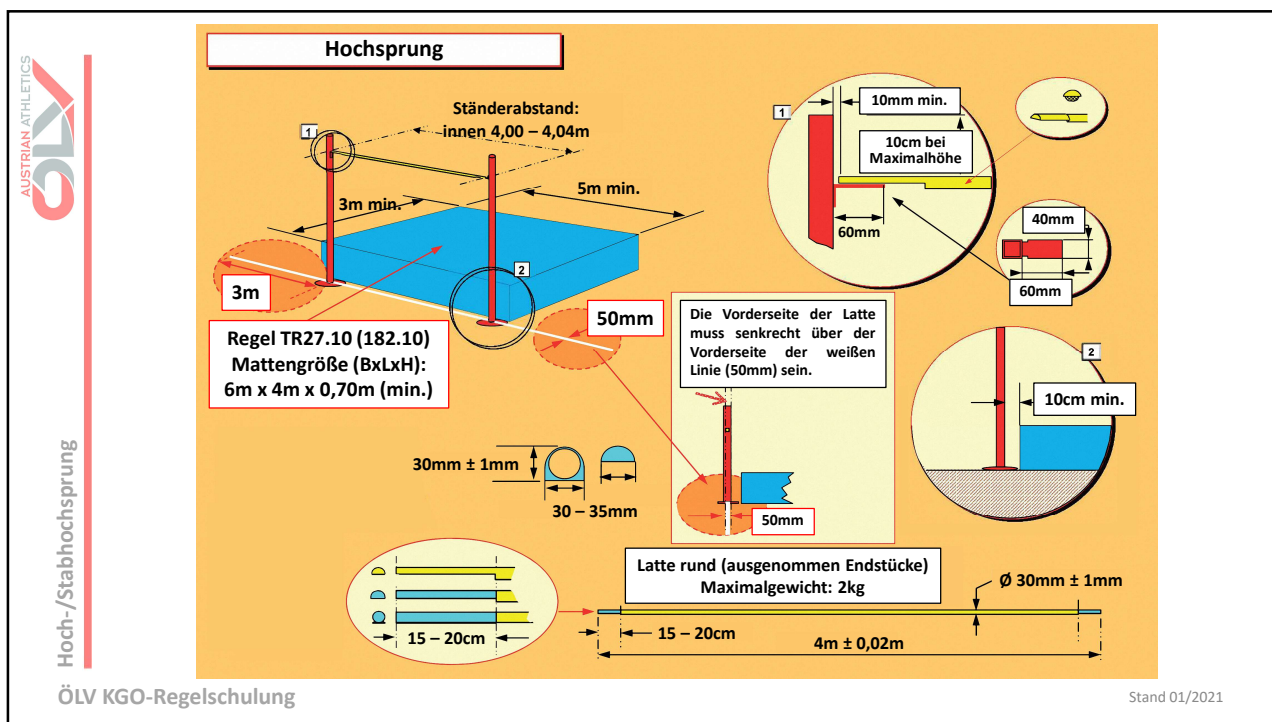 AUSTRIAN ATHLETICS
ÖLV
Hoch-/Stabhochsprung
Hochsprung
Ständerabstand:
innen 4,00 – 4,04m
1
3m min.
5m min.
2
3m
50mm
Regel TR27.10 (182.10)
Mattengröße (BxLxH):
6m x 4m x 0,70m (min.)
1
10mm min.
10cm bei
Maximalhöhe
60mm
40mm
60mm
Die Vorderseite der Latte
muss senkrecht über der
Vorderseite der weißen
Linie (50mm) sein.
50mm
2
10cm min.
30mm ± 1mm
30 – 35mm
15 – 20cm
Latte rund (ausgenommen Endstücke)
Maximalgewicht: 2kg
Ø 30mm ± 1mm
15 – 20cm
4m ± 0,02m
ÖLV KGO-Regelschulung
Stand 01/2021